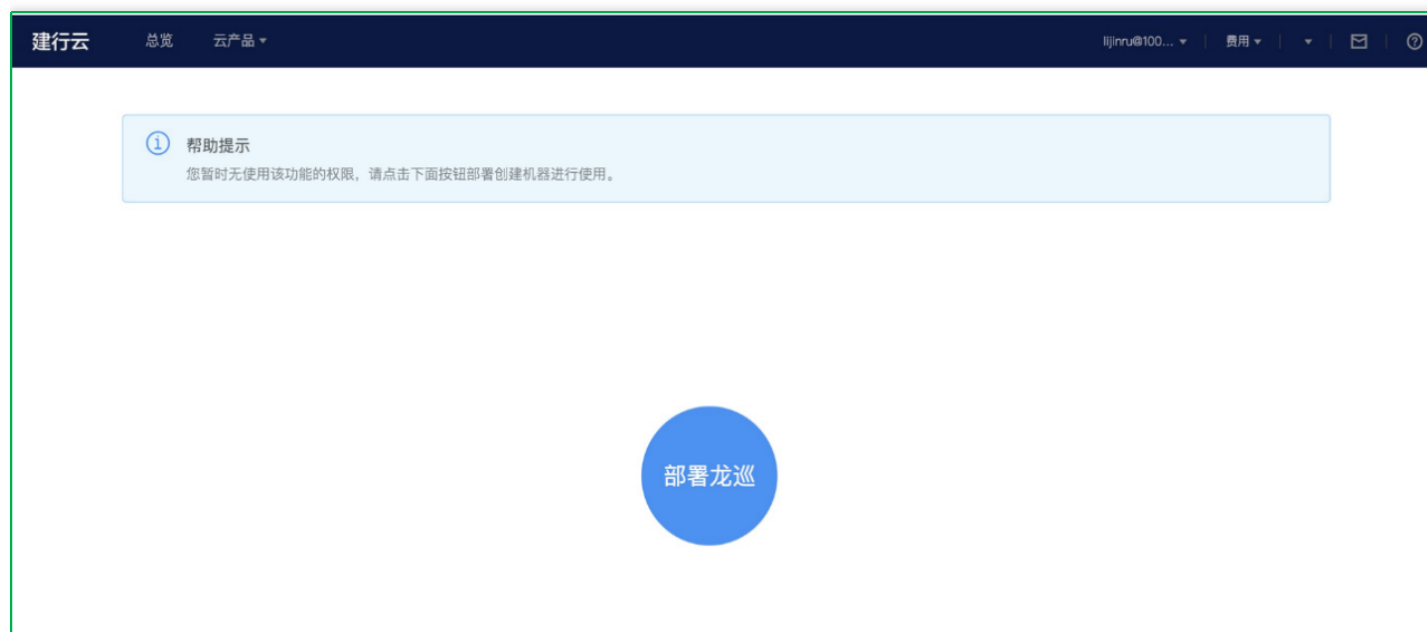 建行云 总览 云产品 lijinru@100... 费用
帮助提示
您暂时无使用该功能的权限，请点击下面按钮部署创建机器进行使用。
部署龙巡